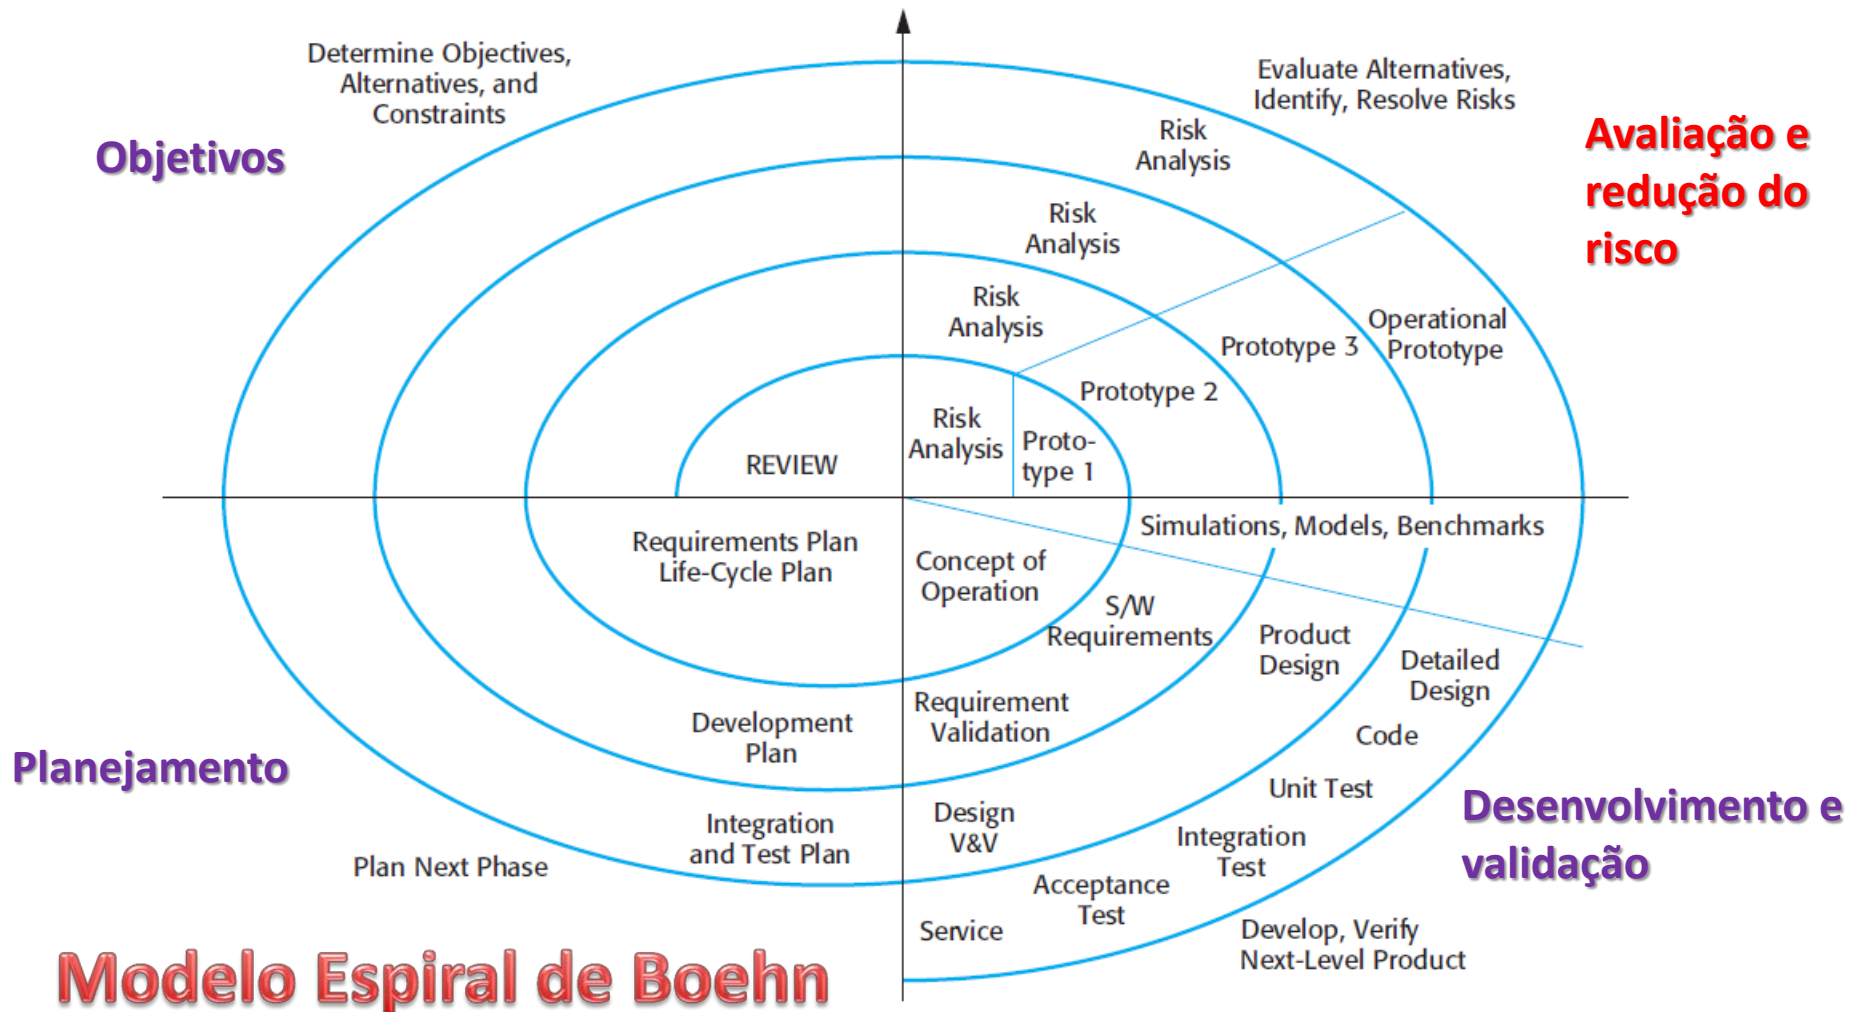 Determine Objectives,
Alternatives, and
Constraints
Objetivos
Evaluate Alternatives,
Identify, Resolve Risks
Avaliação e
redução do
risco
Risk
Analysis
Risk
Analysis
Risk
Analysis
Risk
Analysis
Operational
Prototype
Prototype 3
Prototype 2
Proto-
type 1
REVIEW
Simulations, Models, Benchmarks
Requirements Plan
Life-Cycle Plan
Concept of
Operation
S/W
Requirements
Product
Design
Detailed
Design
Requirement
Validation
Development
Plan
Code
Planejamento
Unit Test
Desenvolvimento e
validação
Design
V&V
Integration
and Test Plan
Integration
Test
Plan Next Phase
Acceptance
Test
Service
Develop, Verify
Next-Level Product
Modelo Espiral de Boehn